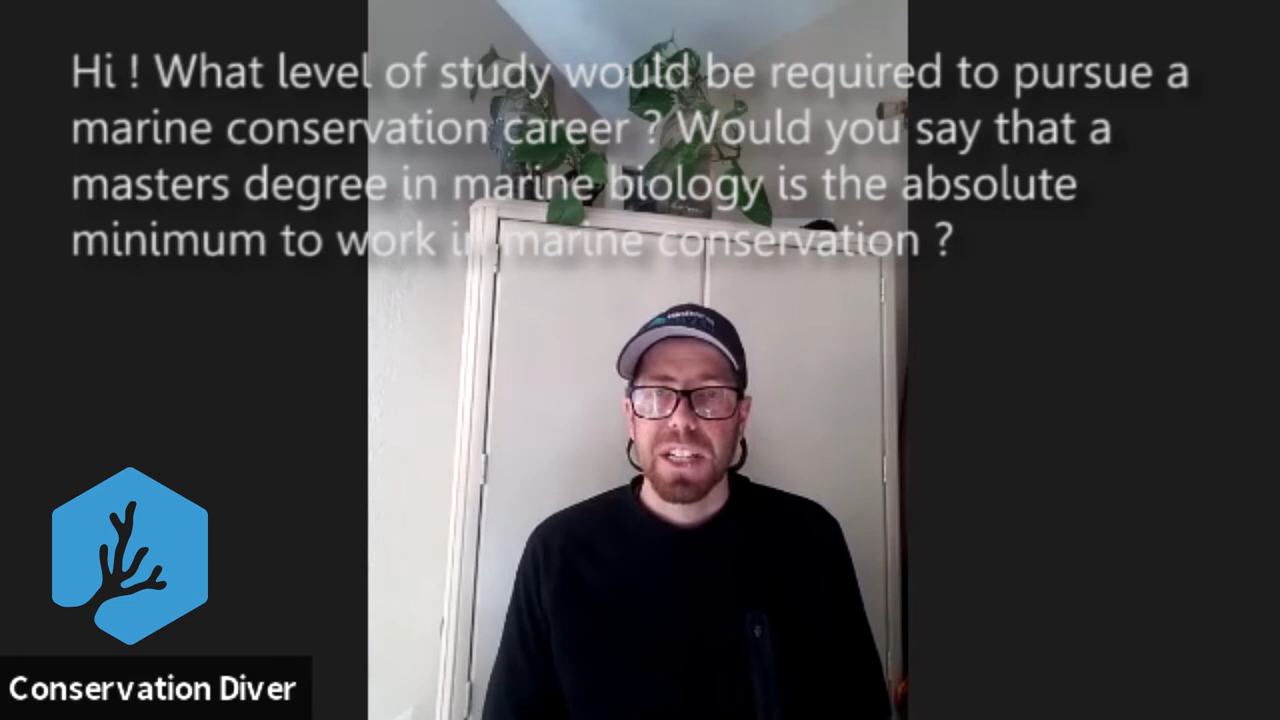 Hi ! What level of study would be required to pursue a
marine conservation career ? Would you say that a
masters degree in marine biology is the absolute
minimum to work in marine conservation ?
Conservation Diver